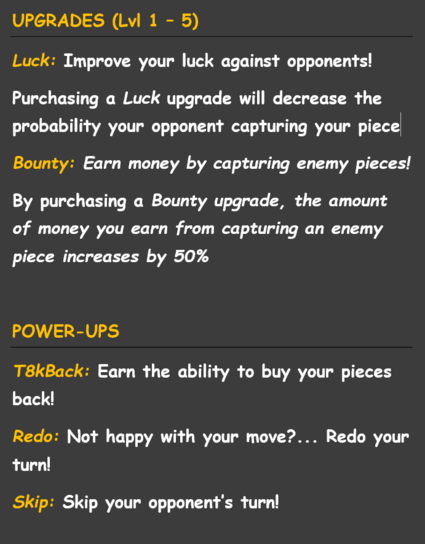 UPGRADES (Lvl 1 – 5)
Luck: Improve your luck against opponents!
Purchasing a Luck upgrade will decrease the
probability your opponent capturing your piece
Bounty: Earn money by capturing enemy pieces!
By purchasing a Bounty upgrade, the amount
of money you earn from capturing an enemy
piece increases by 50%
POWER-UPS
T8kBack: Earn the ability to buy your pieces
back!
Redo: Not happy with your move?... Redo your
turn!
Skip: Skip your opponent's turn!